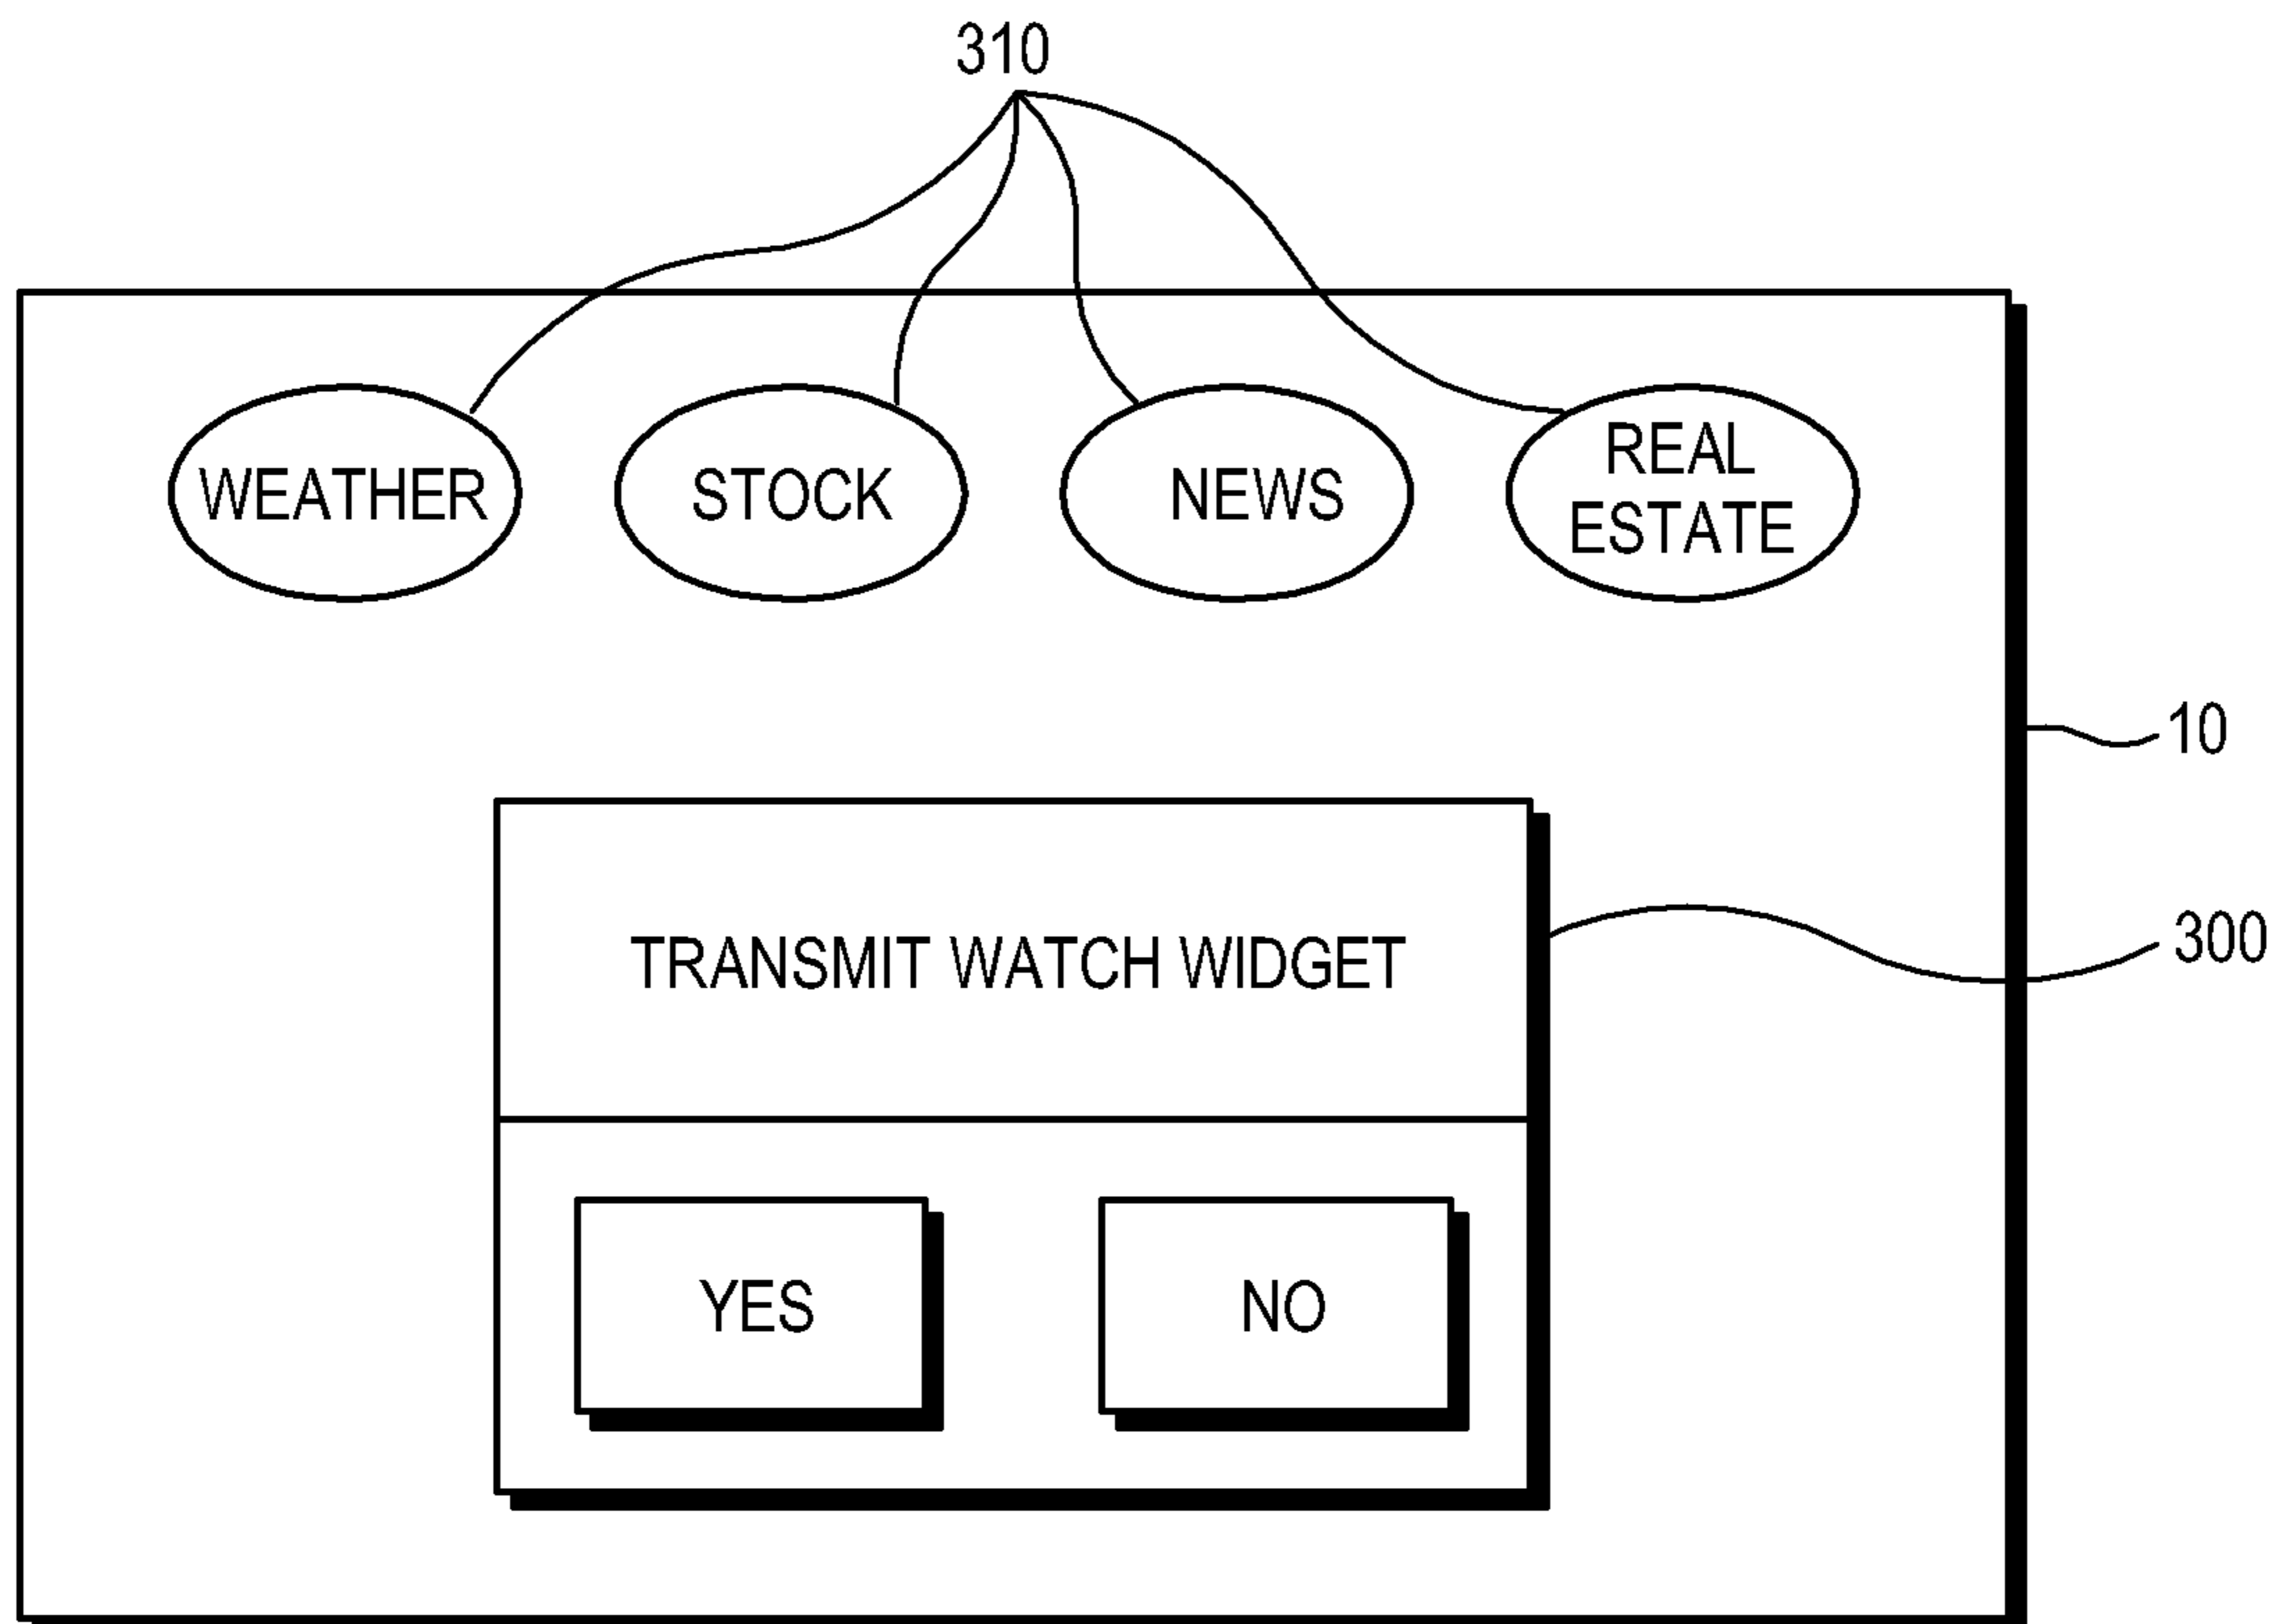 310
WEATHER
STOCK
NEWS
REAL
ESTATE
10
TRANSMIT WATCH WIDGET
300
YES
NO